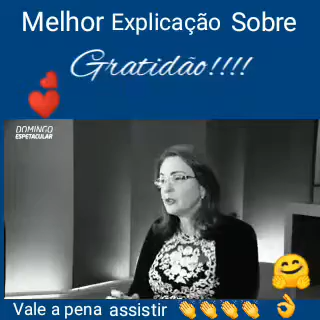 Melhor Explicação Sobre
Gratidão!!!!
DOMINGO
ESPETACULAR
Vale a pena assistir